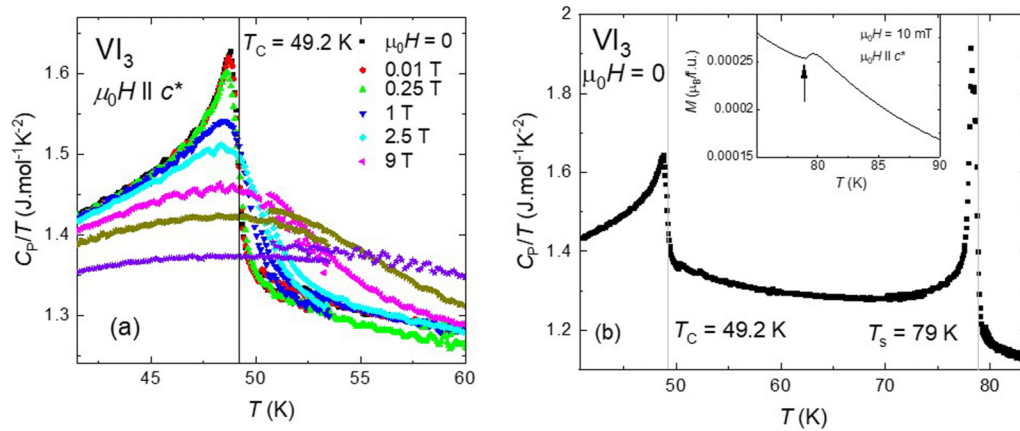 (a)
VI3
μ0H II c*
TC = 49.2 K
μ0H = 0
0.01 T
0.25 T
1 T
2.5 T
9 T
1.6
1.5
1.4
1.3
CP/T (J.mol-1K-2)
(a)
45
50
55
60
T (K)
2
VI3
μ0H = 0
1.8
1.6
1.4
1.2
CP/T (J.mol-1K-2)
0.00025
0.0002
0.00015
M (μB/f.u.)
μ0H = 10 mT
μ0H II c*
75
80
85
90
T (K)
(b)
TC = 49.2 K
Ts = 79 K
50
60
70
80
T (K)